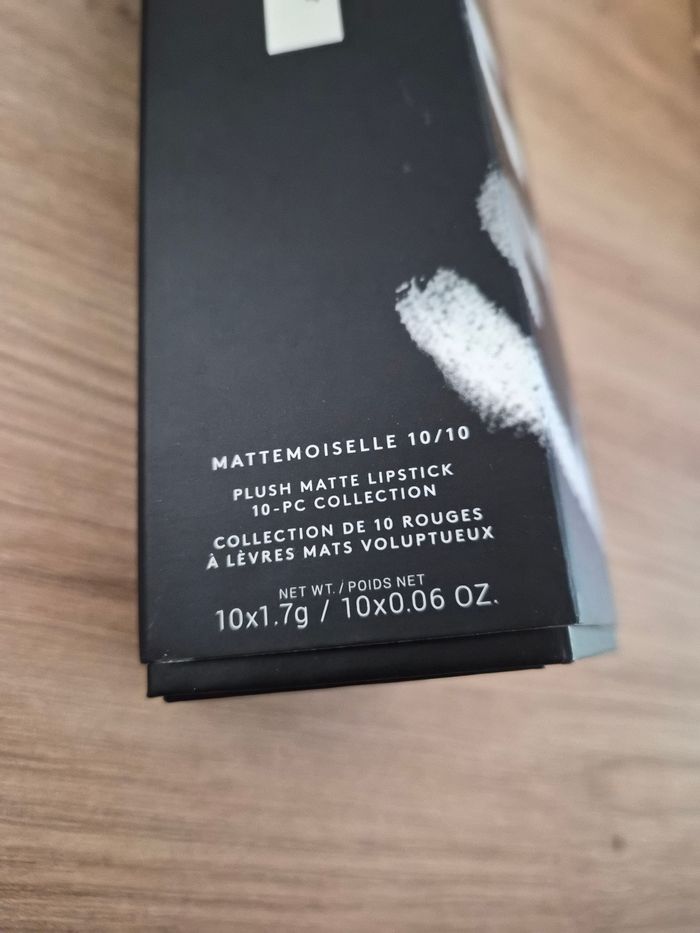 MATTEMOISELLE 10/10
PLUSH MATTE LIPSTICK
10-PC COLLECTION
COLLECTION DE 10 ROUGES
À LÈVRES MATS VOLUPTUEUX
NET WT. / POIDS NET
10x1.7g / 10x0.06 OZ.